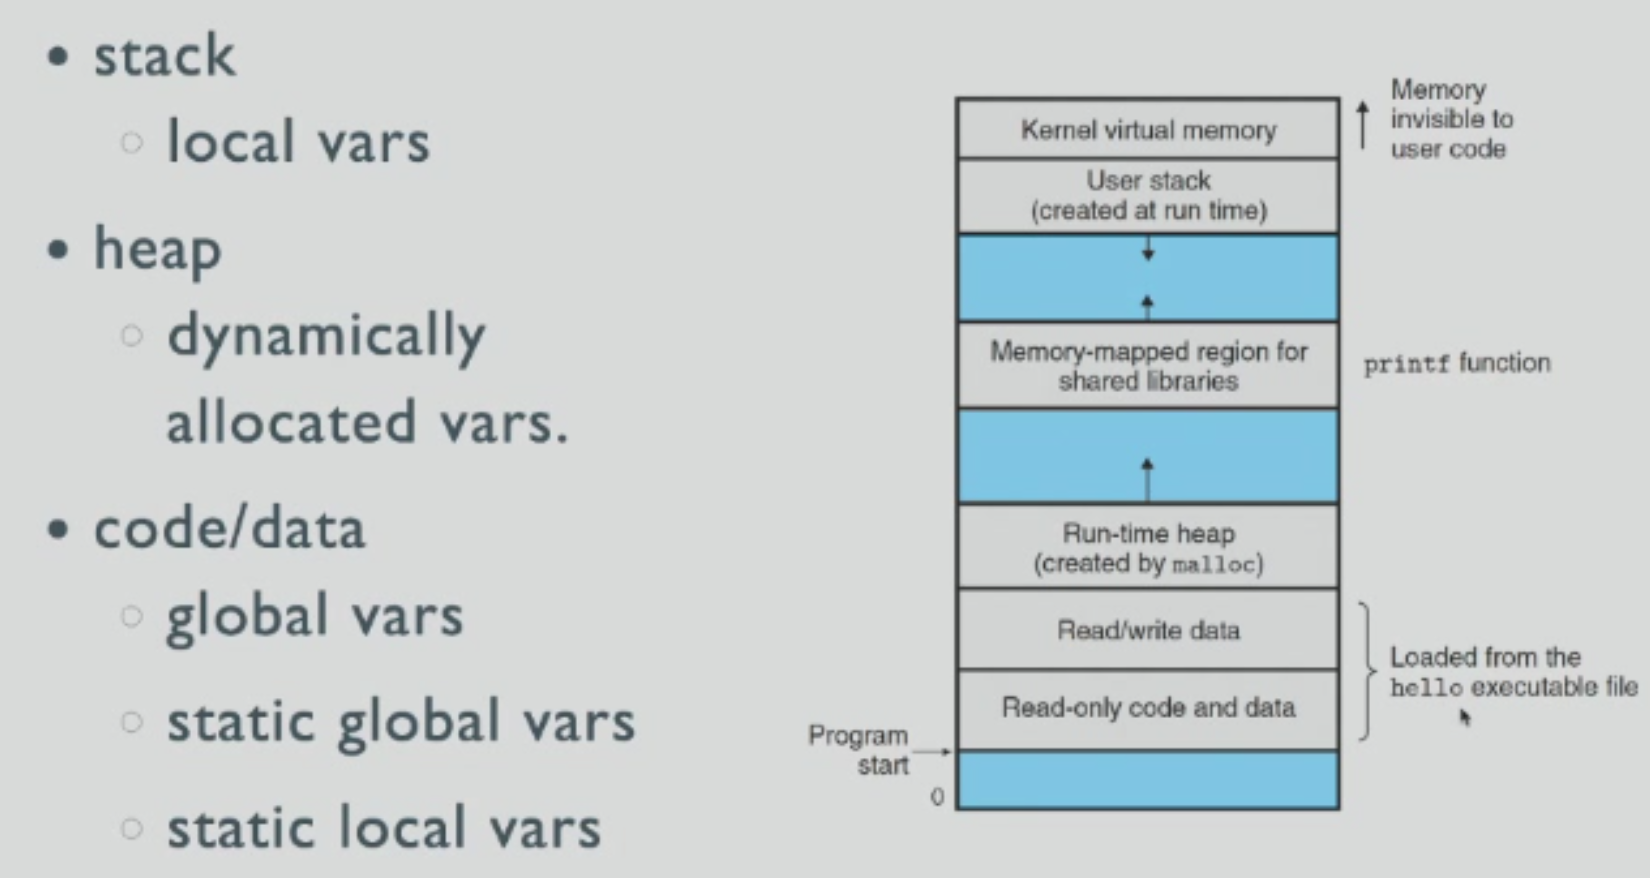 • stack
○ local vars
• heap
○ dynamically
allocated vars.
• code/data
○ global vars
○ static global vars
○ static local vars
Memory
invisible to
user code
Kernel virtual memory
User stack
(created at run time)
Memory-mapped region for
shared libraries
printf function
Run-time heap
(created by malloc)
Read/write data
Loaded from the
hello executable file
Read-only code and data
Program
start
0